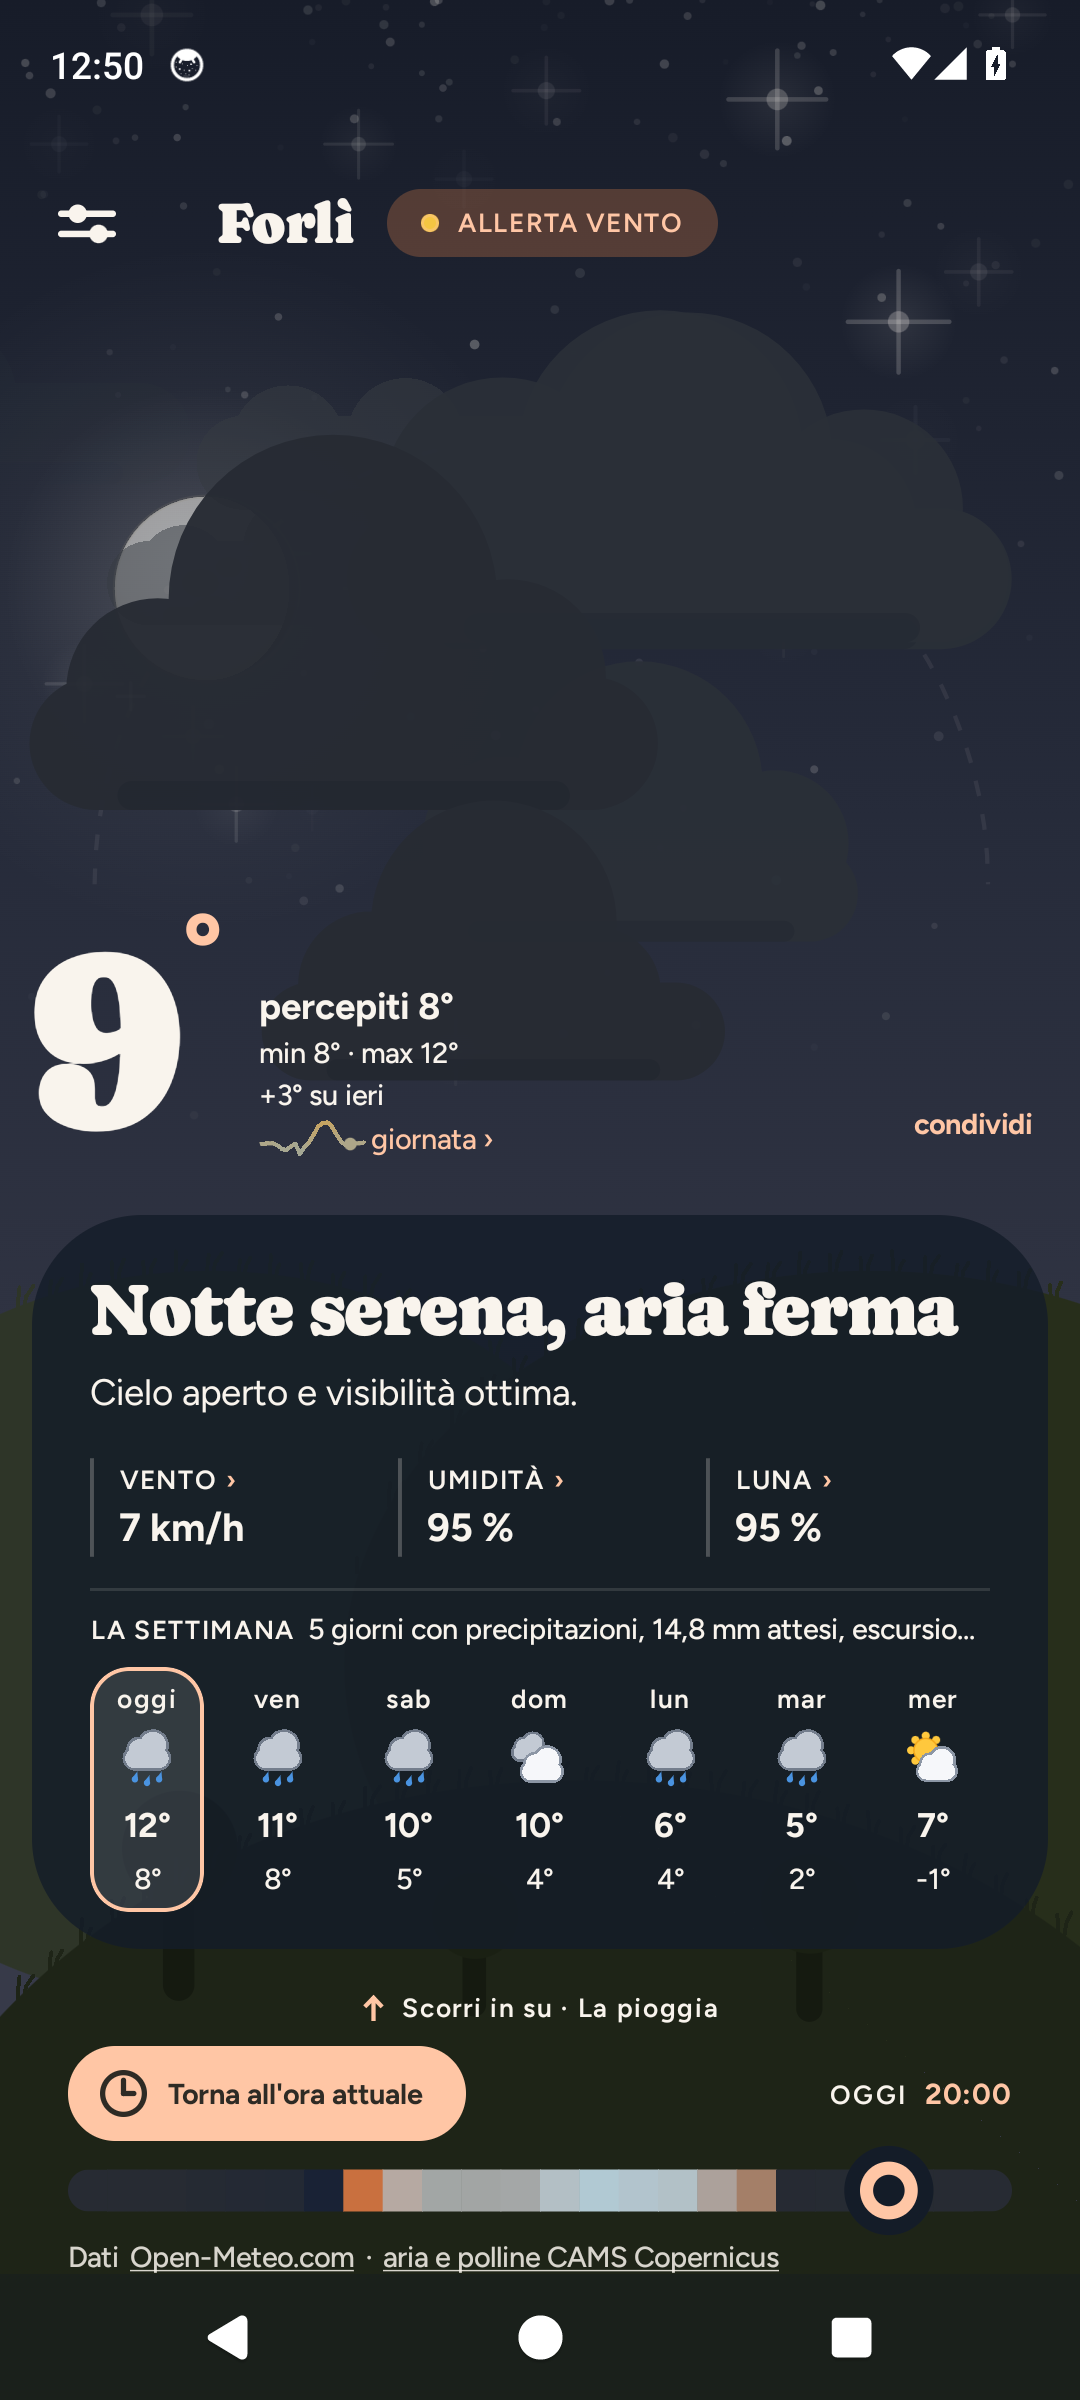 12:50
Forlì
ALLERTA VENTO
9°
percepiti 8°
min 8° · max 12°
+3° su ieri
giornata ›
condividi
Notte serena, aria ferma
Cielo aperto e visibilità ottima.
VENTO › UMIDITÀ › LUNA ›
7 km/h 95 % 95 %
LA SETTIMANA 5 giorni con precipitazioni, 14,8 mm attesi, escursio...
oggi ven sab dom lun mar mer
12° 11° 10° 10° 6° 5° 7°
8° 8° 5° 4° 4° 2° -1°
↑ Scorri in su · La pioggia
Torna all'ora attuale
OGGI 20:00
Dati Open-Meteo.com · aria e polline CAMS Copernicus